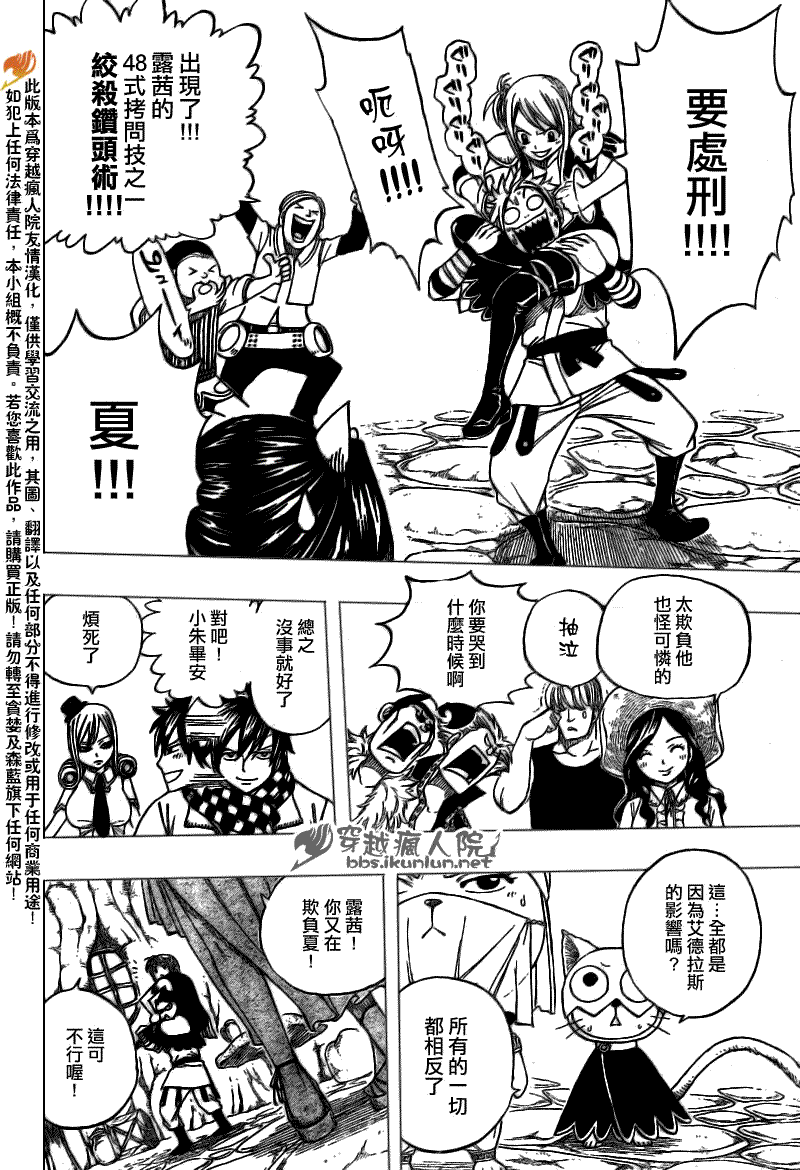 要處刑!!!!
呃呀!!!!
出現了!!!
露茜的
48式拷問技之一
絞殺鑽頭術
!!!!
夏!!!
太欺負他
也怪可憐的
抽泣
你要哭到
什麼時候啊
總之
沒事就好了
對吧!
小朱畢安
煩死了
這…全都是
因為艾德拉斯
的影響嗎?
所有的一切
都相反了
露茜!
你又在
欺負夏!
這可
不行喔!
穿越瘋人院
bbs.ikunlun.net
此版本爲穿越瘋人院友情漢化，僅供學習交流之用，其圖、翻譯以及任何部分不得進行修改或用于任何商業用途！
如犯上任何法律責任，本小組概不負責。若您喜歡此作品，請購買正版！請勿轉至貪婪及森藍旗下任何網站！